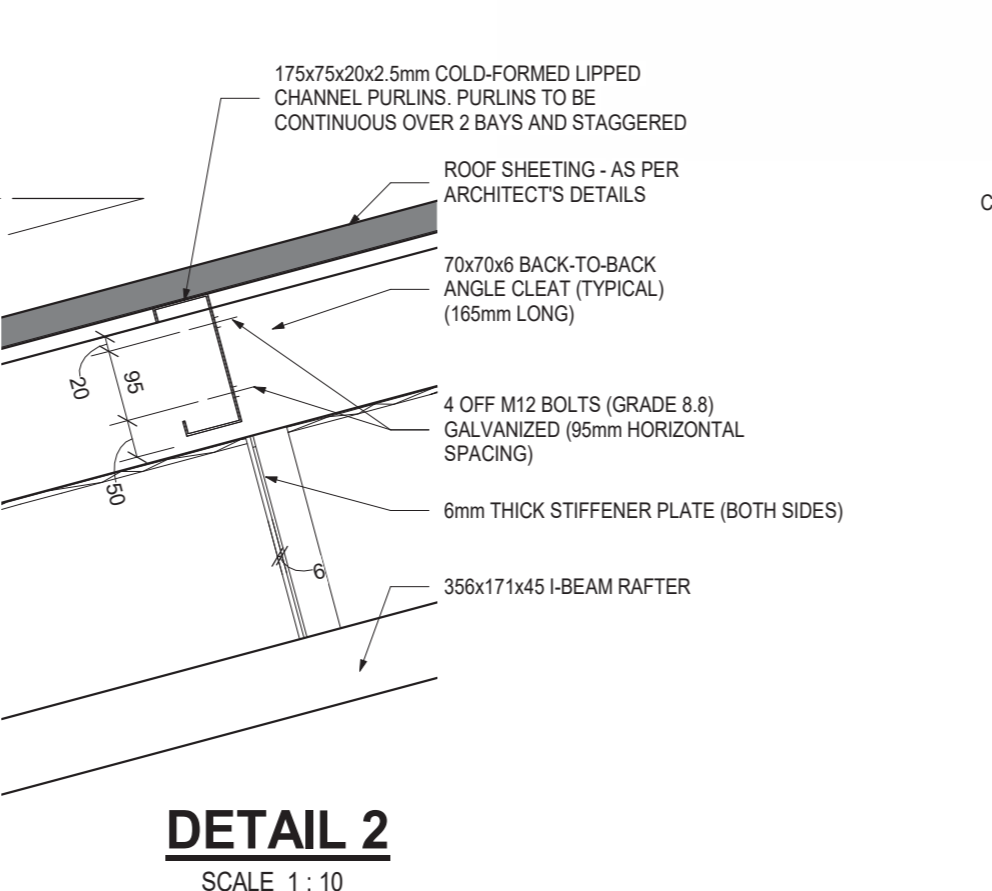 175x75x20x2.5mm COLD-FORMED LIPPED
CHANNEL PURLINS. PURLINS TO BE
CONTINUOUS OVER 2 BAYS AND STAGGERED
ROOF SHEETING - AS PER
ARCHITECT'S DETAILS
C
70x70x6 BACK-TO-BACK
ANGLE CLEAT (TYPICAL)
(165mm LONG)
20
95
50
4 OFF M12 BOLTS (GRADE 8.8)
GALVANIZED (95mm HORIZONTAL
SPACING)
6mm THICK STIFFENER PLATE (BOTH SIDES)
6
356x171x45 I-BEAM RAFTER
DETAIL 2
SCALE 1 : 10